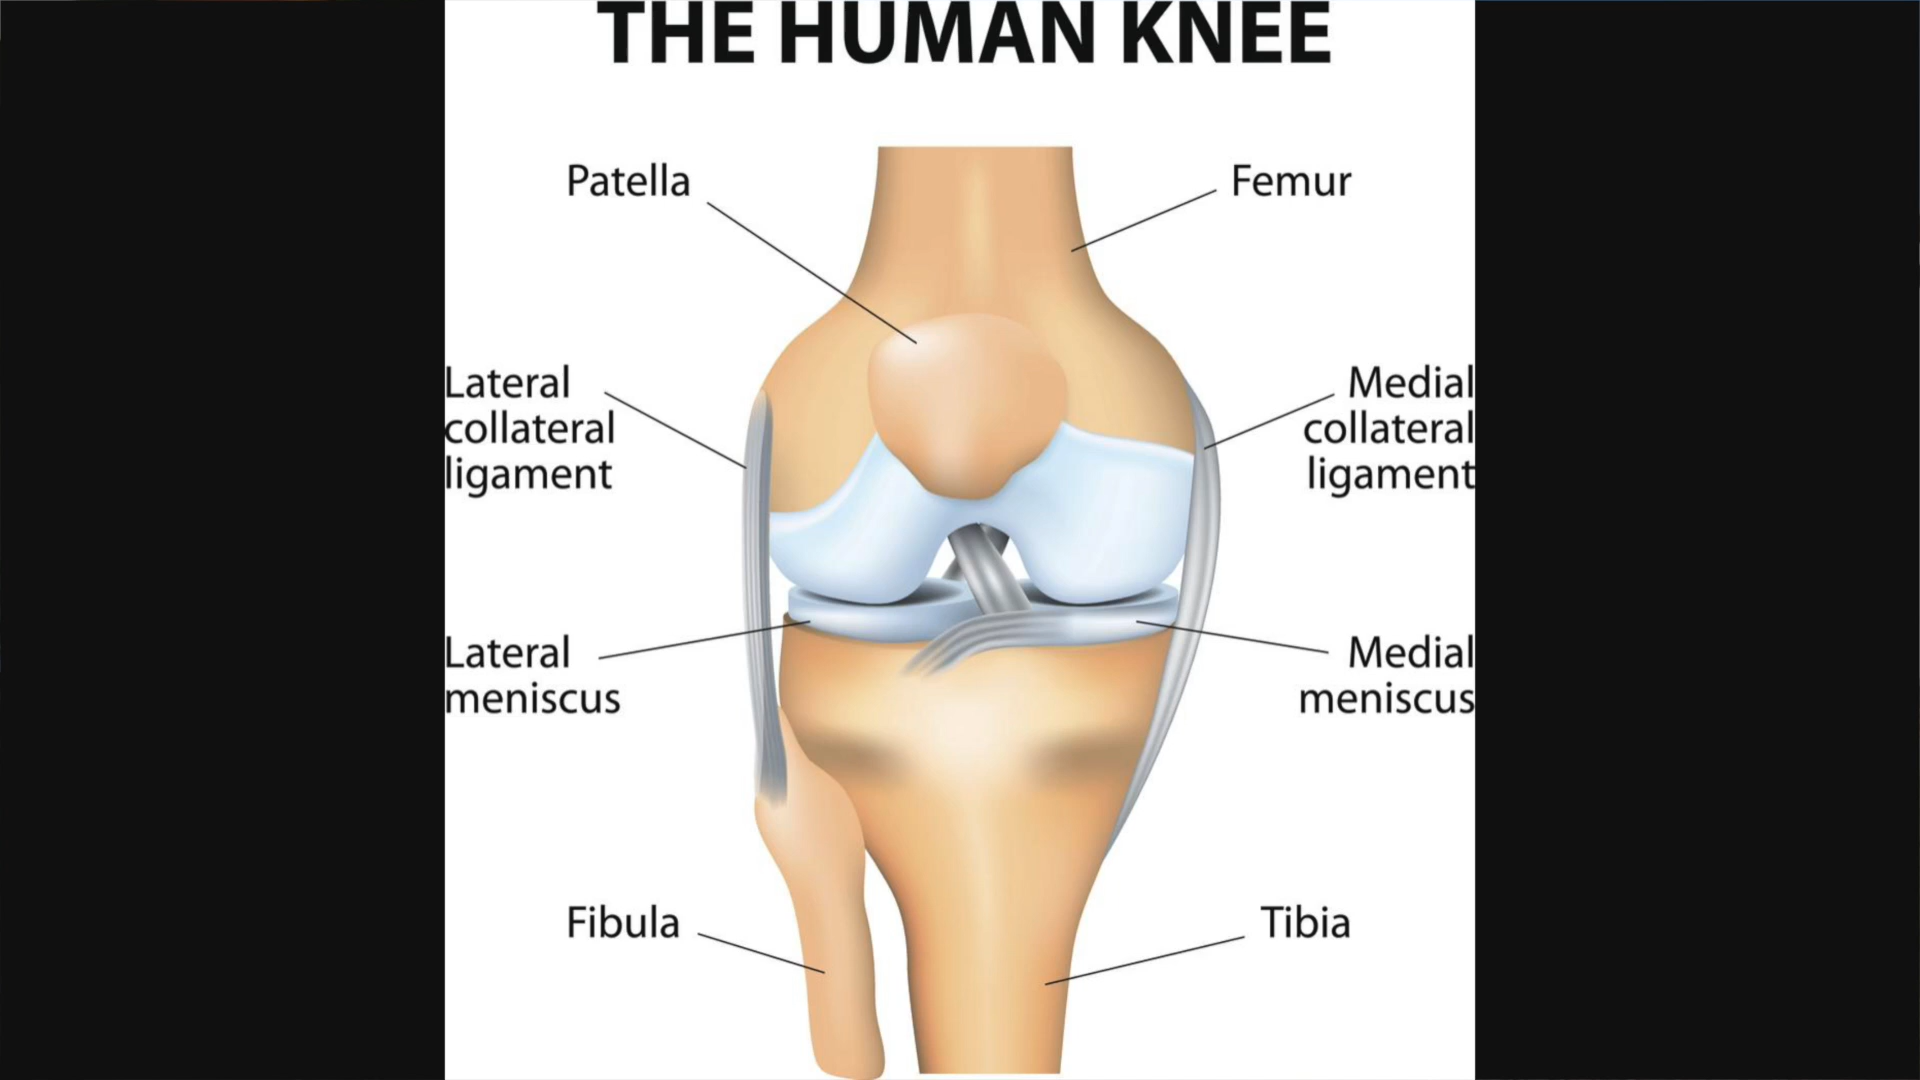 THE HUMAN KNEE
Patella
Femur
Lateral
collateral
ligament
Medial
collateral
ligament
Lateral
meniscus
Medial
meniscus
Fibula
Tibia